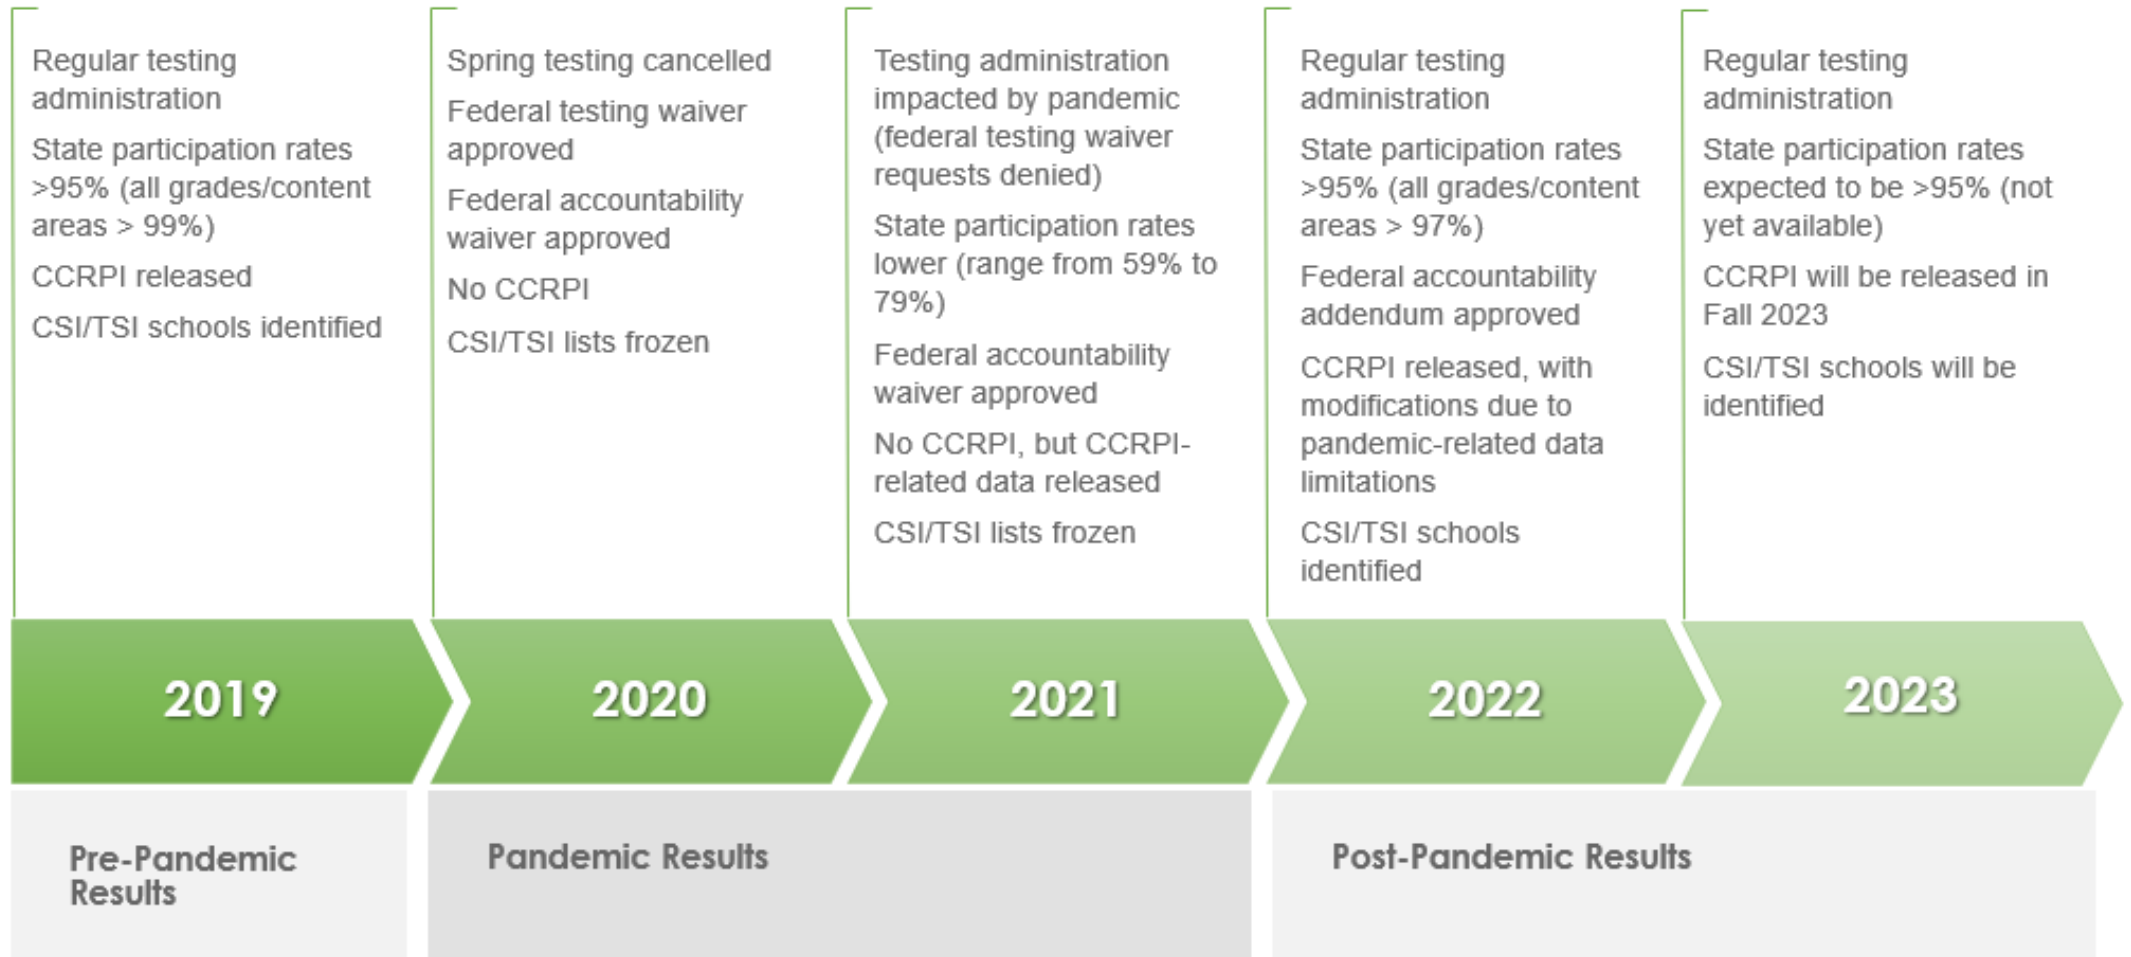 Regular testing
administration
State participation rates
>95% (all grades/content
areas > 99%)
CCRPI released
CSI/TSI schools identified
Spring testing cancelled
Federal testing waiver
approved
Federal accountability
waiver approved
No CCRPI
CSI/TSI lists frozen
Testing administration
impacted by pandemic
(federal testing waiver
requests denied)
State participation rates
lower (range from 59% to
79%)
Federal accountability
waiver approved
No CCRPI, but CCRPI-
related data released
CSI/TSI lists frozen
Regular testing
administration
State participation rates
>95% (all grades/content
areas > 97%)
Federal accountability
addendum approved
CCRPI released, with
modifications due to
pandemic-related data
limitations
CSI/TSI schools
identified
Regular testing
administration
State participation rates
expected to be >95% (not
yet available)
CCRPI will be released in
Fall 2023
CSI/TSI schools will be
identified
2019
2020
2021
2022
2023
Pre-Pandemic
Results
Pandemic Results
Post-Pandemic Results